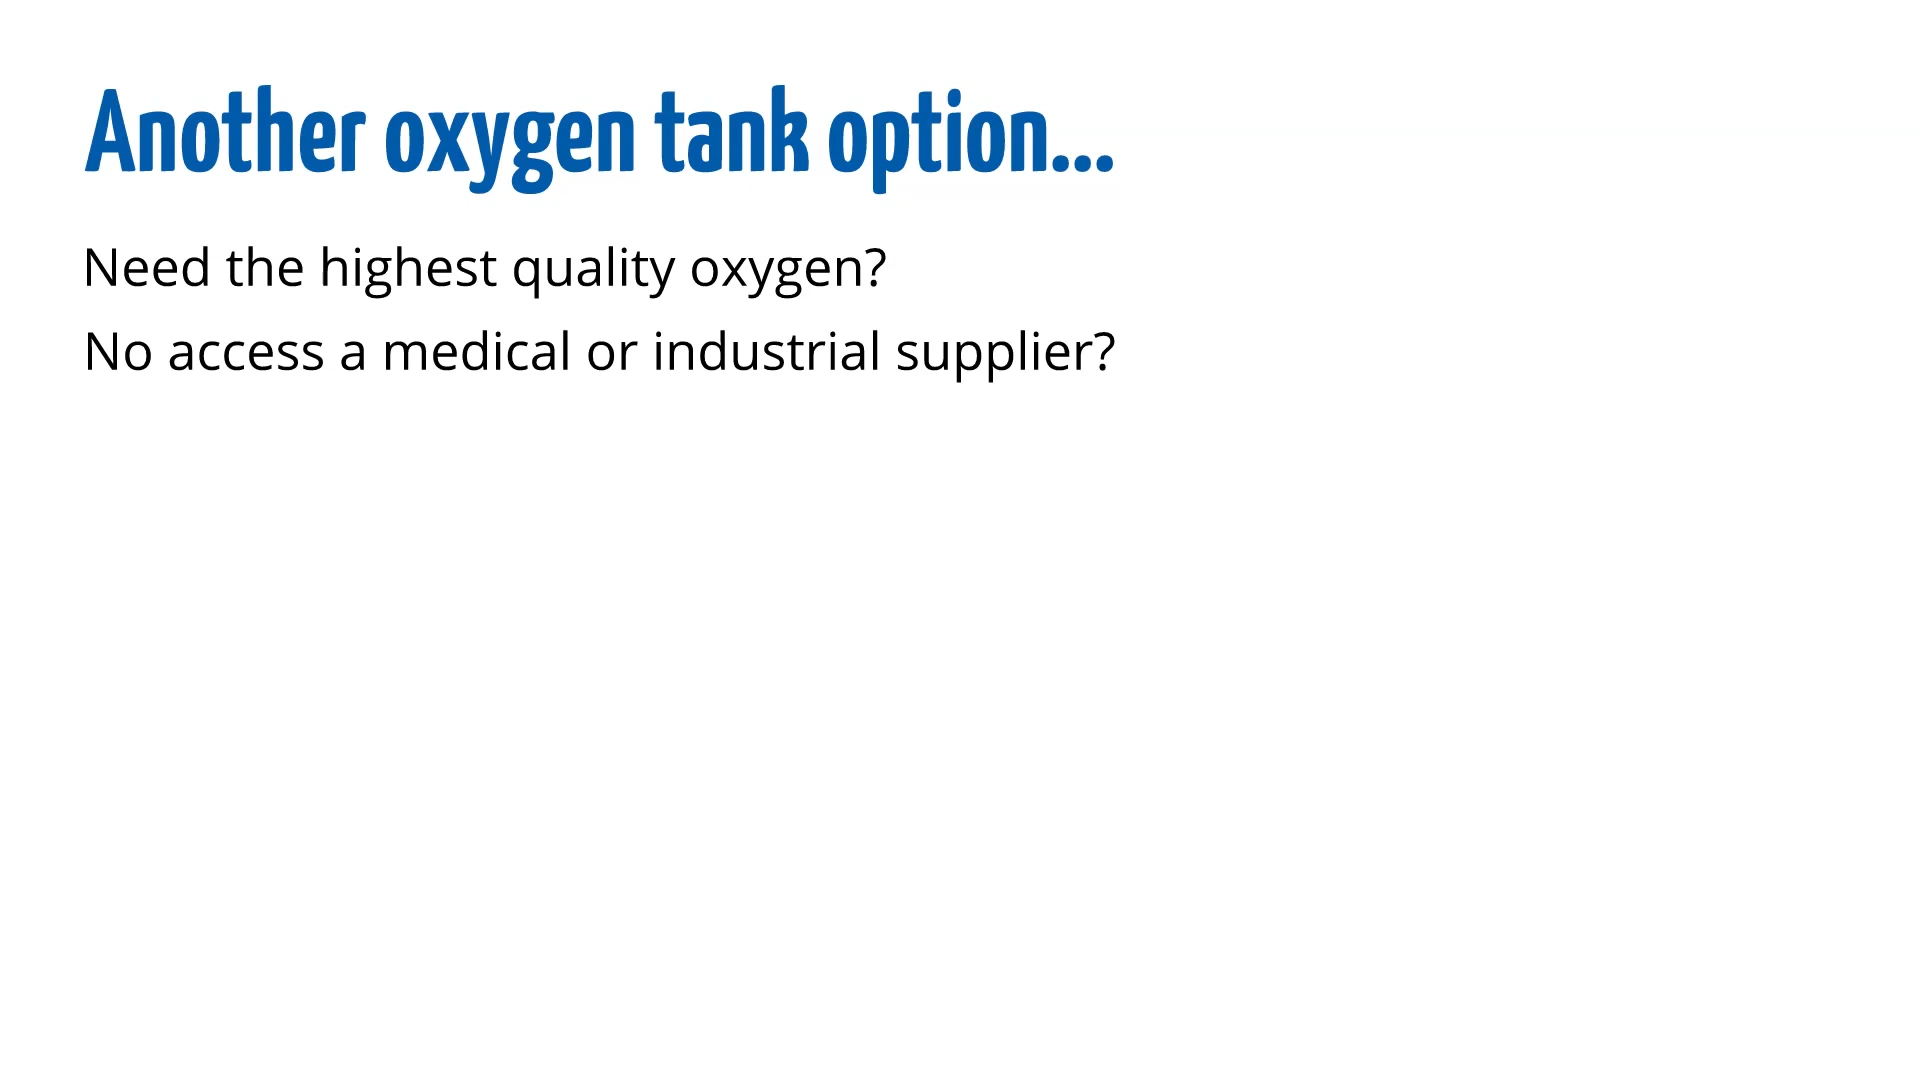 Another oxygen tank option...
Need the highest quality oxygen?
No access a medical or industrial supplier?